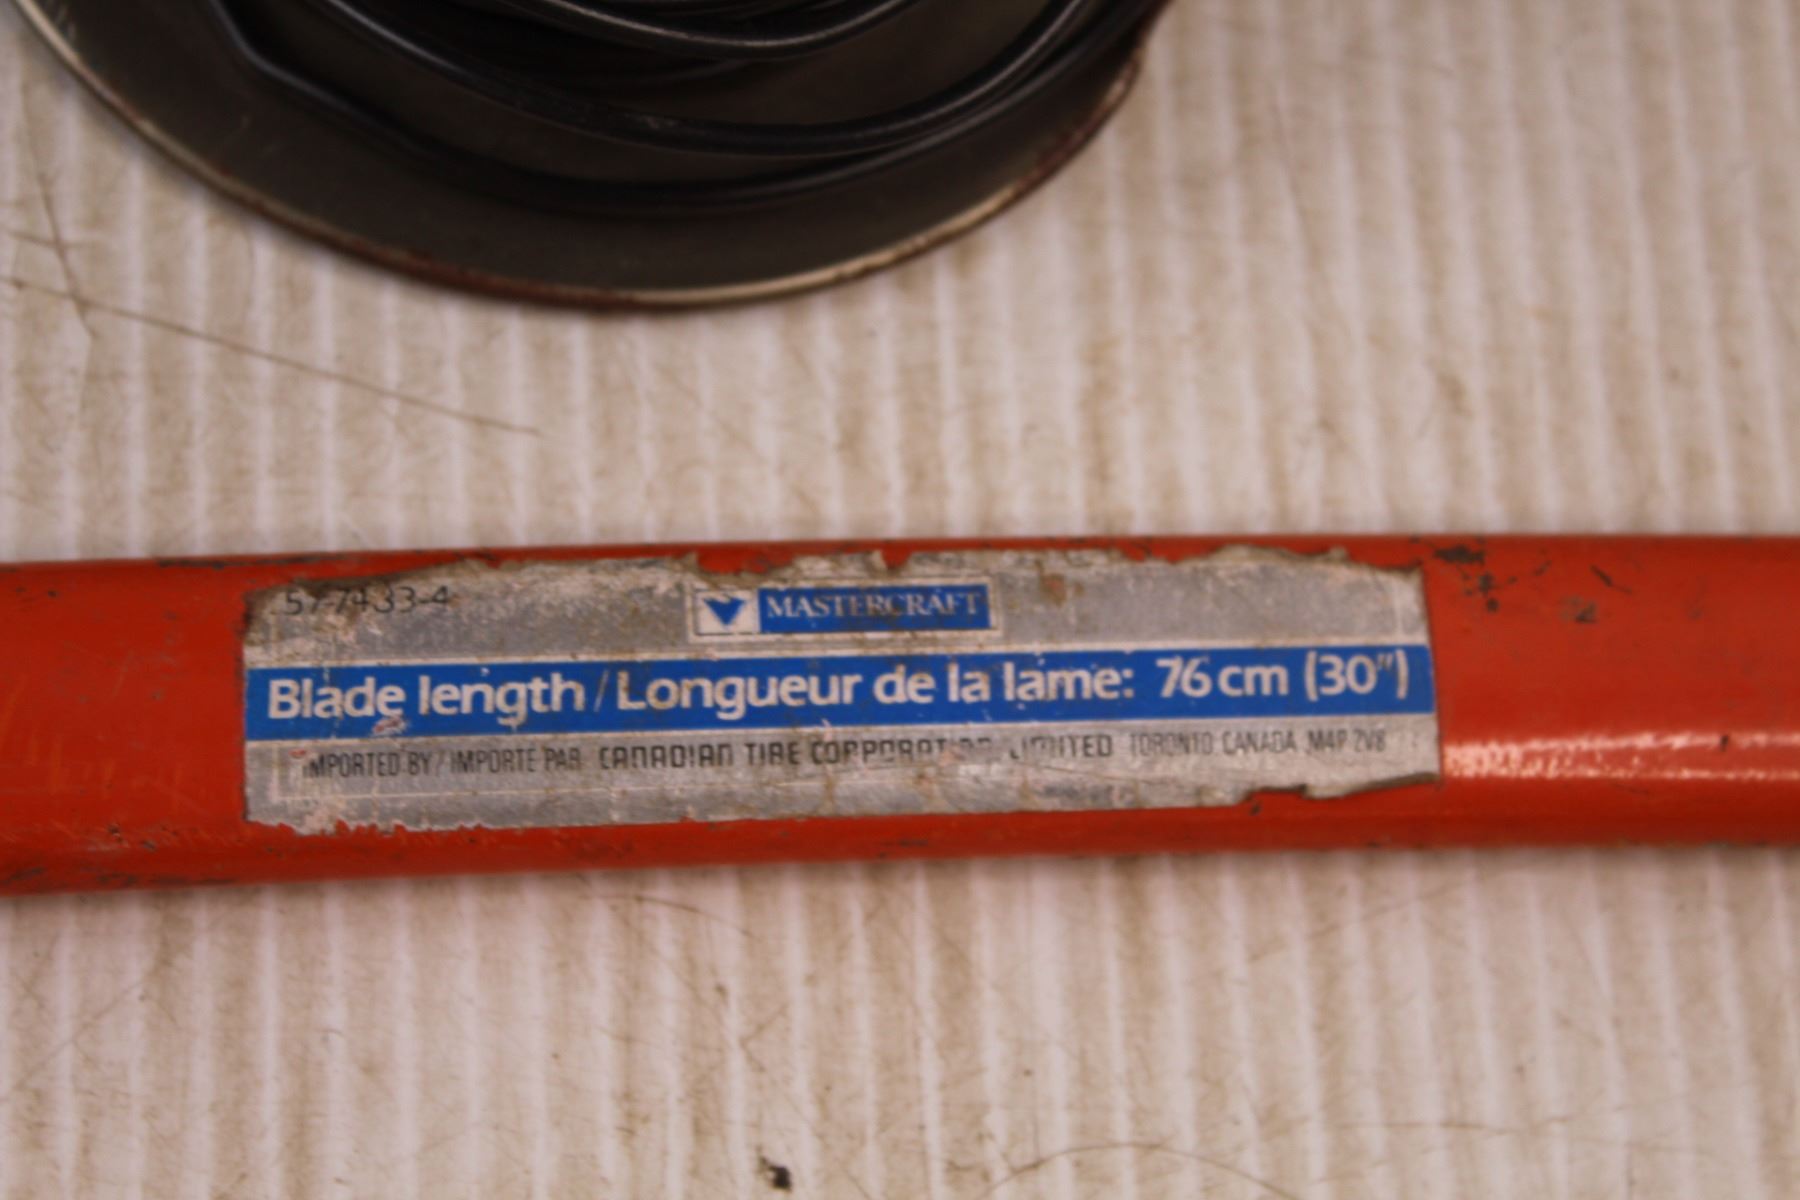 57-7433-4
MASTERCRAFT
Blade length / Longueur de la lame: 76 cm (30")
IMPORTED BY / IMPORTÉ PAR CANADIAN TIRE CORPORATION, LIMITED TORONTO CANADA M4P 2V8